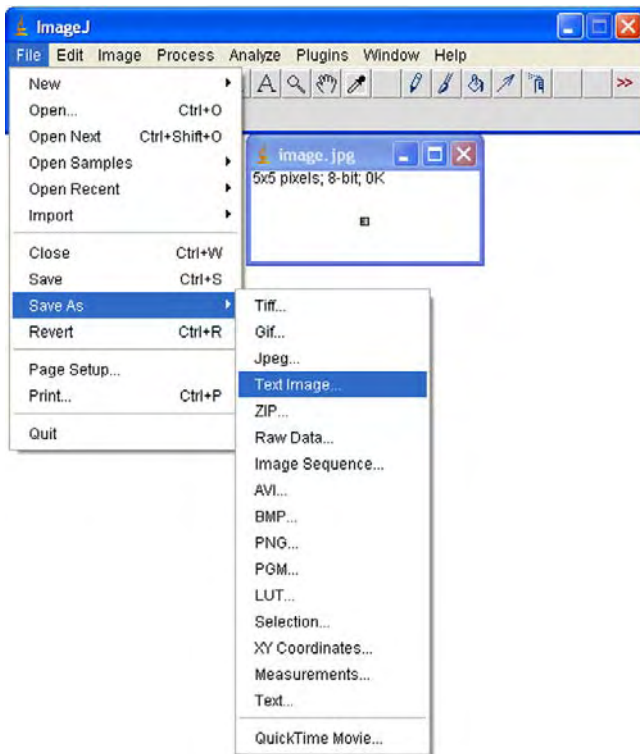 ImageJ
File Edit Image Process Analyze Plugins Window Help
New
Open... Ctrl+O
Open Next Ctrl+Shift+O
Open Samples
Open Recent
Import
Close Ctrl+W
Save Ctrl+S
Save As
Revert Ctrl+R
Page Setup...
Print... Ctrl+P
Quit
A >>
image.jpg
5x5 pixels; 8-bit; 0K
Tiff...
Gif...
Jpeg...
Text Image...
ZIP...
Raw Data...
Image Sequence...
AVI...
BMP...
PNG...
PGM...
LUT...
Selection...
XY Coordinates...
Measurements...
Text...
QuickTime Movie...